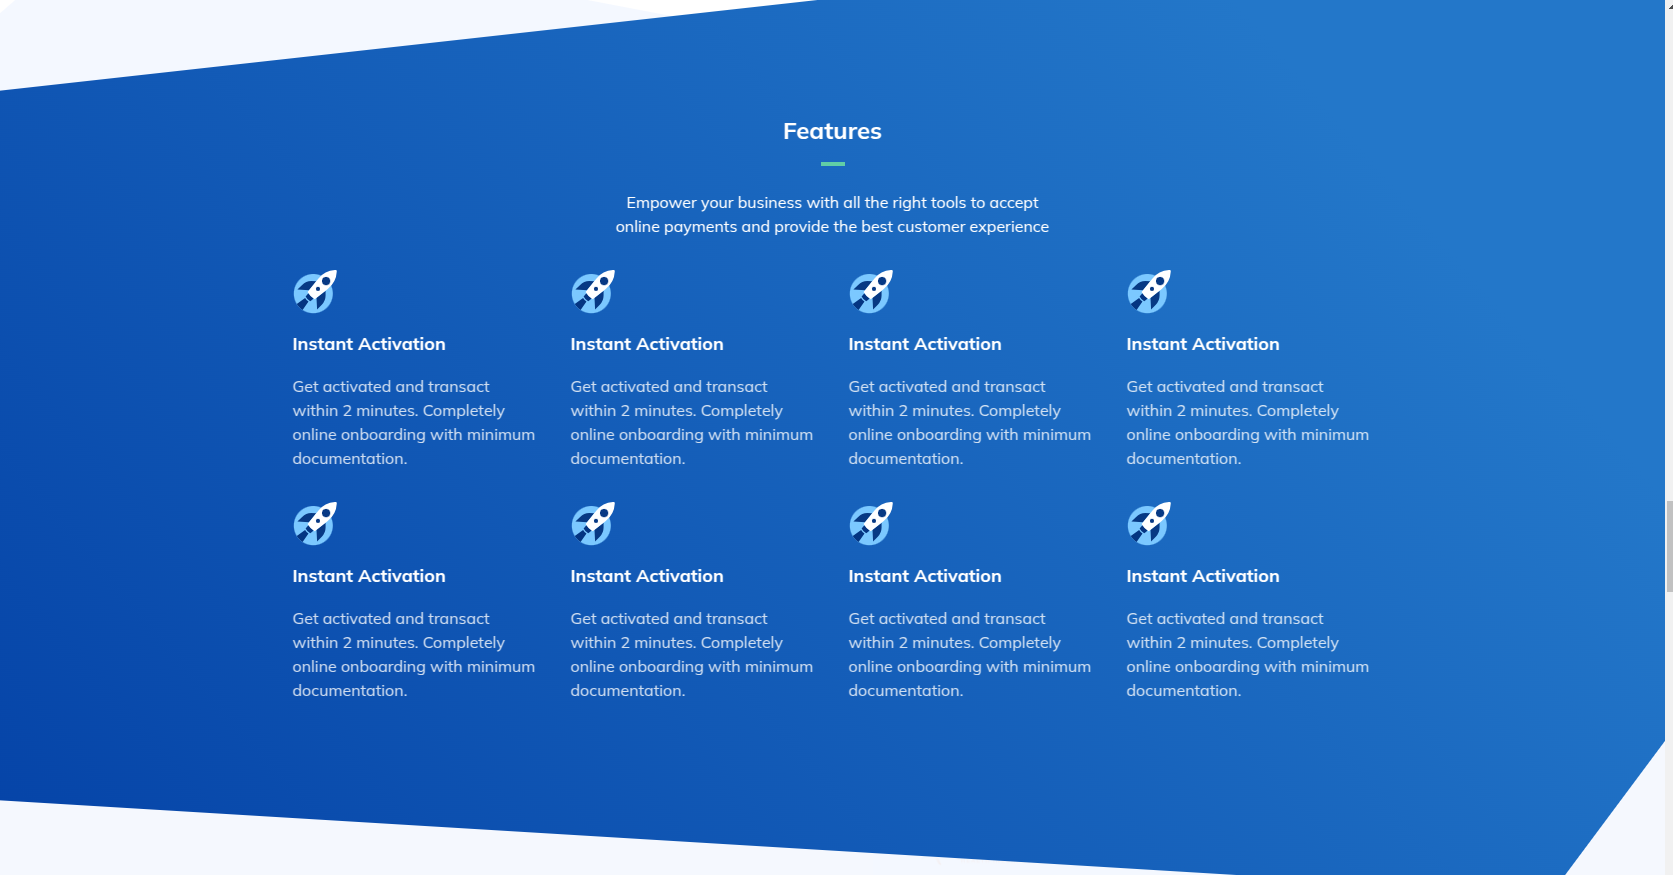 Features
Empower your business with all the right tools to accept
online payments and provide the best customer experience
Instant Activation
Get activated and transact
within 2 minutes. Completely
online onboarding with minimum
documentation.
Instant Activation
Get activated and transact
within 2 minutes. Completely
online onboarding with minimum
documentation.
Instant Activation
Get activated and transact
within 2 minutes. Completely
online onboarding with minimum
documentation.
Instant Activation
Get activated and transact
within 2 minutes. Completely
online onboarding with minimum
documentation.
Instant Activation
Get activated and transact
within 2 minutes. Completely
online onboarding with minimum
documentation.
Instant Activation
Get activated and transact
within 2 minutes. Completely
online onboarding with minimum
documentation.
Instant Activation
Get activated and transact
within 2 minutes. Completely
online onboarding with minimum
documentation.
Instant Activation
Get activated and transact
within 2 minutes. Completely
online onboarding with minimum
documentation.